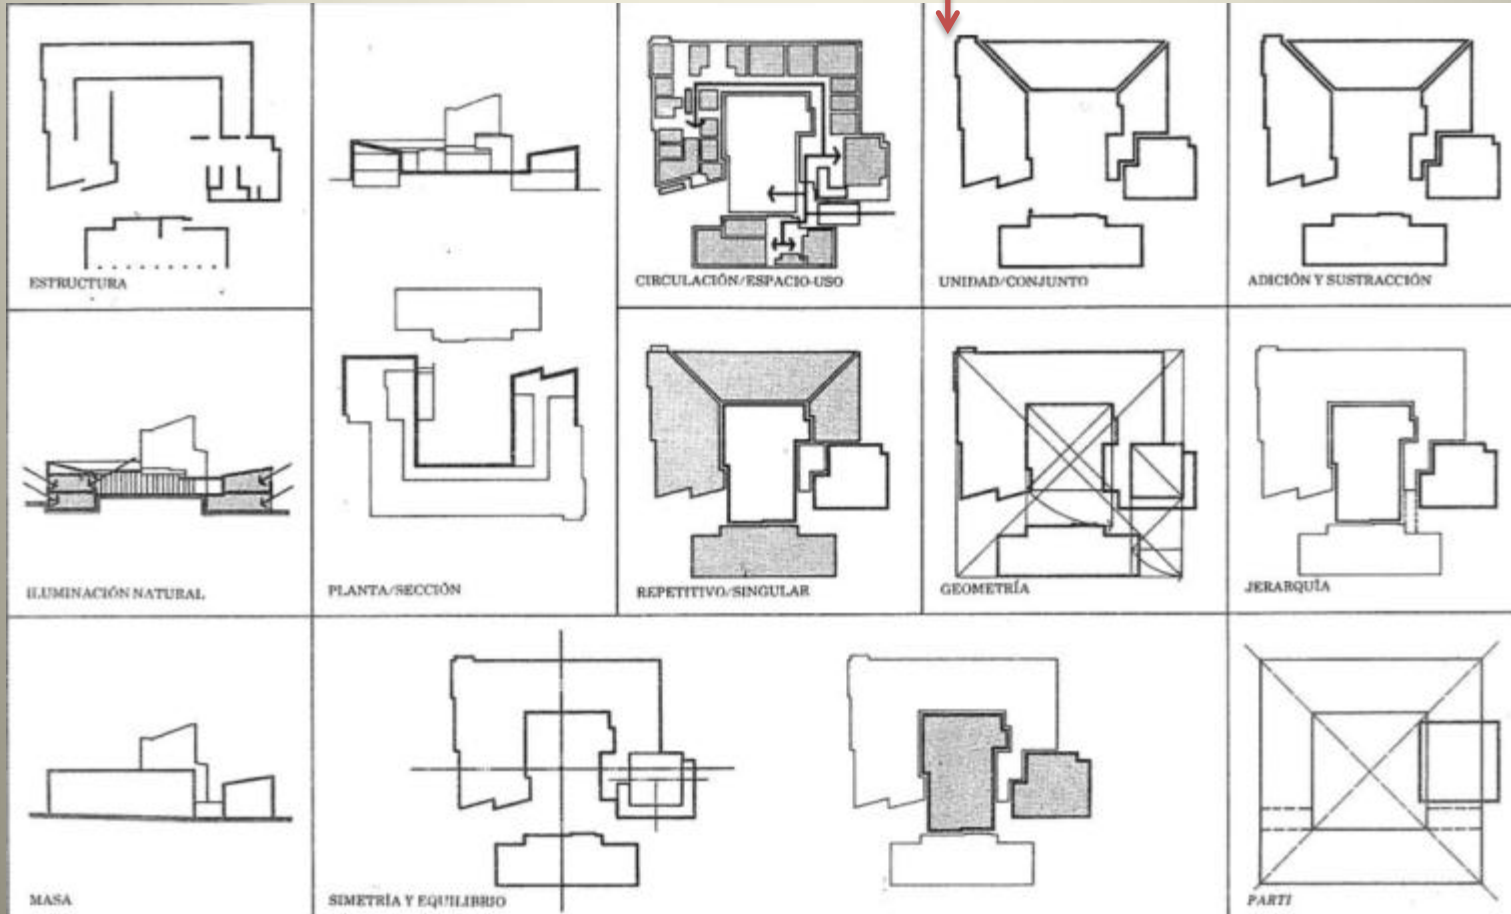 ESTRUCTURA
CIRCULACIÓN/ESPACIO-USO
UNIDAD/CONJUNTO
ADICIÓN Y SUSTRACCIÓN
ILUMINACIÓN NATURAL
PLANTA/SECCIÓN
REPETITIVO/SINGULAR
GEOMETRÍA
JERARQUÍA
MASA
SIMETRÍA Y EQUILIBRIO
PARTI